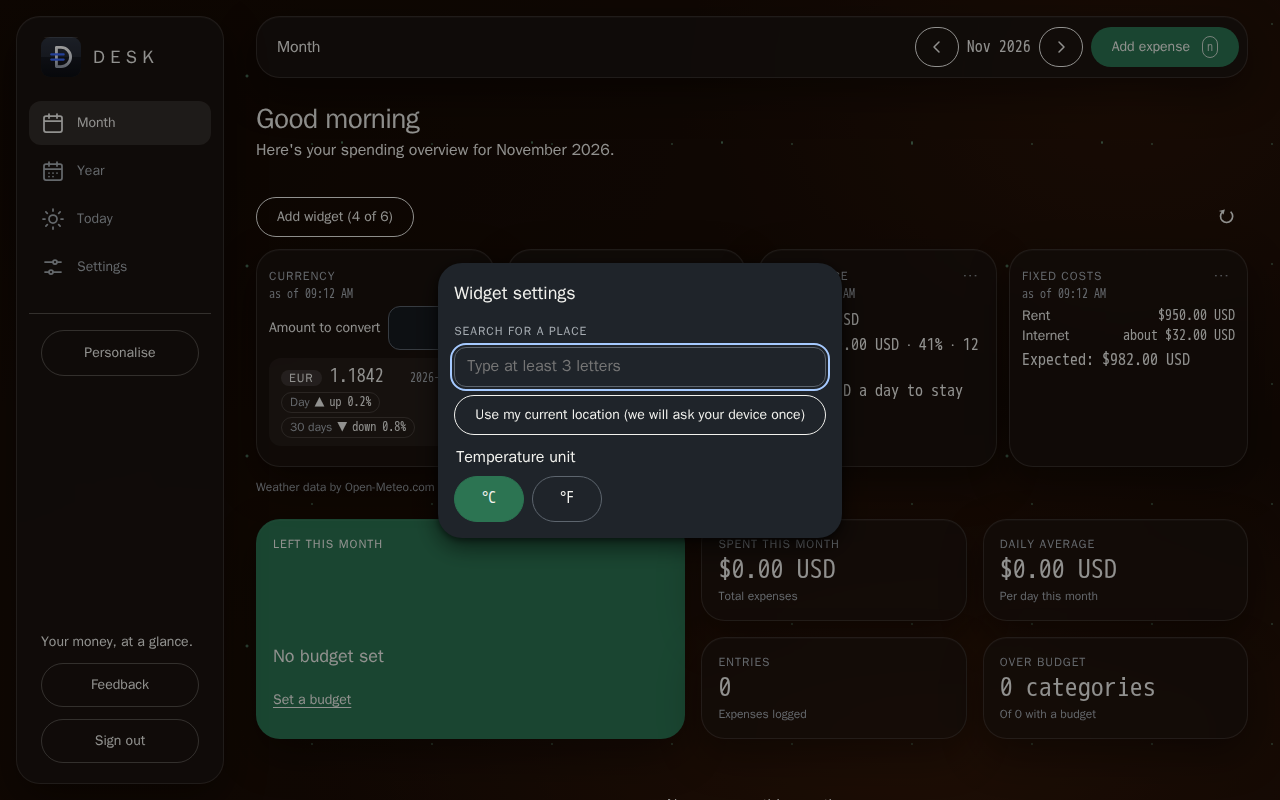 DESK
Month
Year
Today
Settings
Personalise
Your money, at a glance.
Feedback
Sign out
Month
Nov 2026
Add expense n
Good morning
Here's your spending overview for November 2026.
Add widget (4 of 6)
CURRENCY
as of 09:12 AM
Amount to convert
EUR 1.1842 2026-
Day ▲ up 0.2%
30 days ▼ down 0.8%
Widget settings
SEARCH FOR A PLACE
Type at least 3 letters
Use my current location (we will ask your device once)
Temperature unit
°C
°F
E ...
AM
SD
.00 USD · 41% · 12
D a day to stay
FIXED COSTS ...
as of 09:12 AM
Rent $950.00 USD
Internet about $32.00 USD
Expected: $982.00 USD
Weather data by Open-Meteo.com
LEFT THIS MONTH
No budget set
Set a budget
SPENT THIS MONTH
$0.00 USD
Total expenses
DAILY AVERAGE
$0.00 USD
Per day this month
ENTRIES
0
Expenses logged
OVER BUDGET
0 categories
Of 0 with a budget